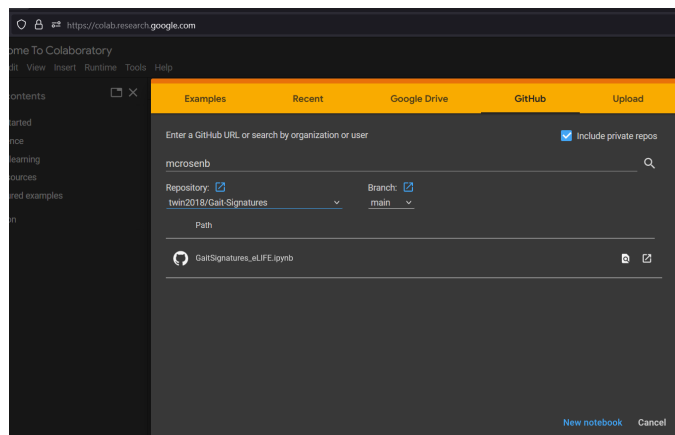 https://colab.research.google.com
ome To Colaboratory
dit View Insert Runtime Tools Help
contents
Examples Recent Google Drive GitHub Upload
tarted
Enter a GitHub URL or search by organization or user
Include private repos
nce
learning
mcrosenb
ources
Repository:
Branch:
ured examples
twin2018/Gait-Signatures
main
on
Path
GaitSignatures_eLIFE.ipynb
New notebook Cancel